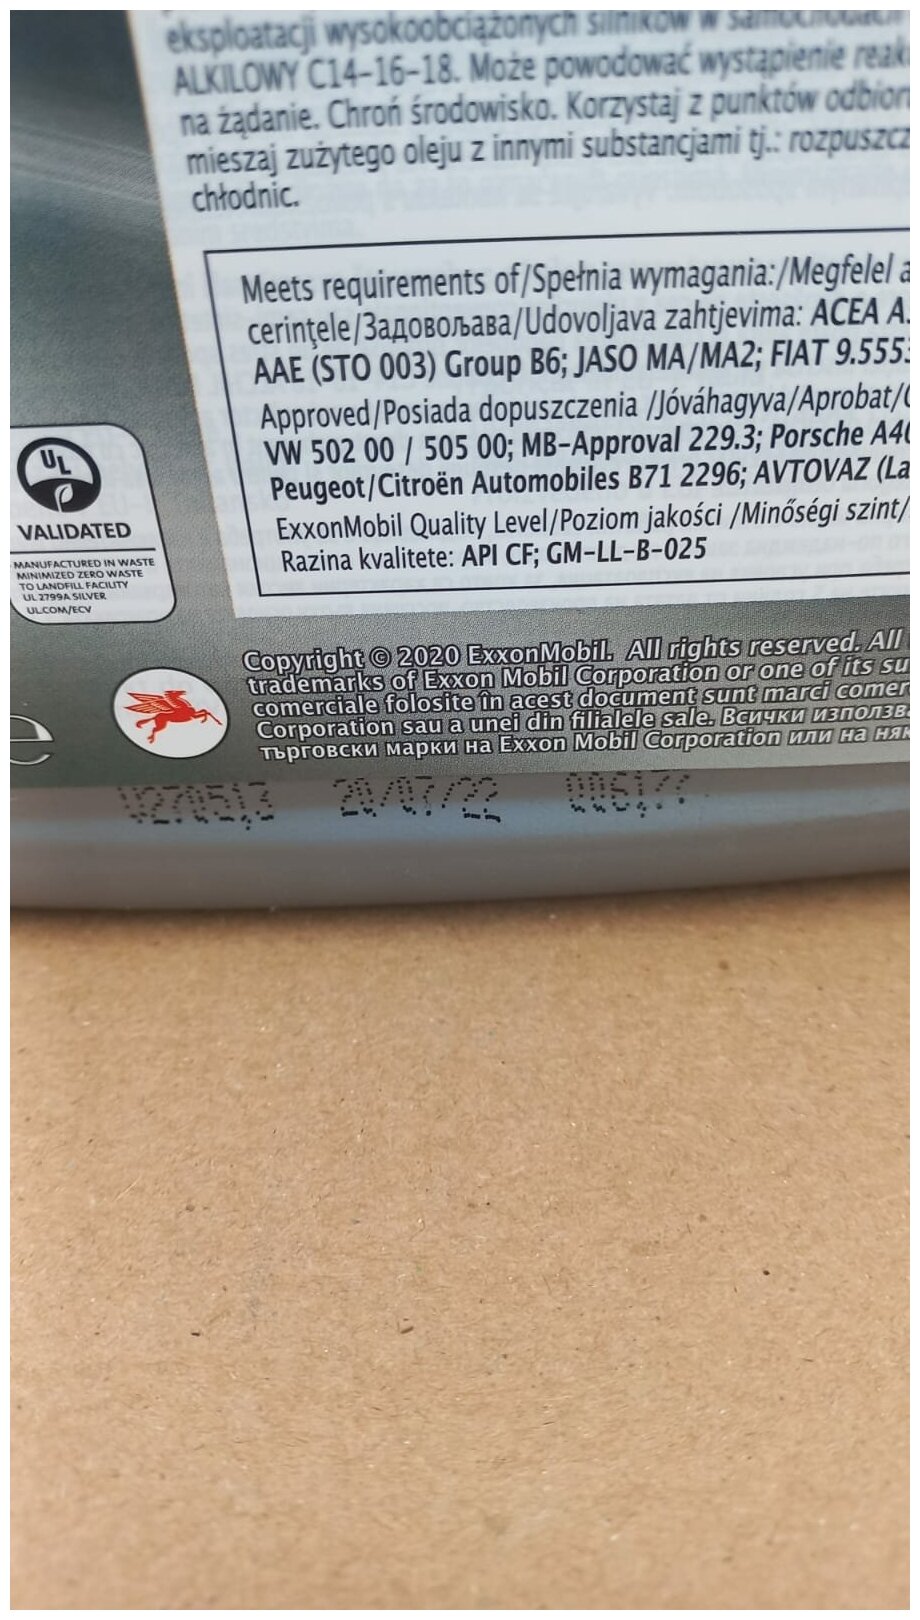 eksploatacji wysokoobciążonych silników w samochodach
ALKILOWY C14-16-18. Może powodować wystąpienie reak
na żądanie. Chroń środowisko. Korzystaj z punktów odbior
mieszaj zużytego oleju z innymi substancjami tj.: rozpuszcz
chłodnic.
Meets requirements of/Spełnia wymagania:/Megfelel a
cerinţele/Задовољава/Udovoljava zahtjevima: ACEA A
AAE (STO 003) Group B6; JASO MA/MA2; FIAT 9.5553
Approved/Posiada dopuszczenia /Jóváhagyva/Aprobat/
VW 502 00 / 505 00; MB-Approval 229.3; Porsche A40
Peugeot/Citroën Automobiles B71 2296; AVTOVAZ (La
ExxonMobil Quality Level/Poziom jakości /Minőségi szint/
Razina kvalitete: API CF; GM-LL-B-025
UL
VALIDATED
MANUFACTURED IN WASTE
MINIMIZED ZERO WASTE
TO LANDFILL FACILITY
UL 2799A SILVER
UL.COM/ECV
Copyright © 2020 ExxonMobil. All rights reserved. All
trademarks of Exxon Mobil Corporation or one of its su
comerciale folosite în acest document sunt marci comer
Corporation sau a unei din filialele sale. Всички използв
търговски марки на Exxon Mobil Corporation или на няк
e
20/07/22